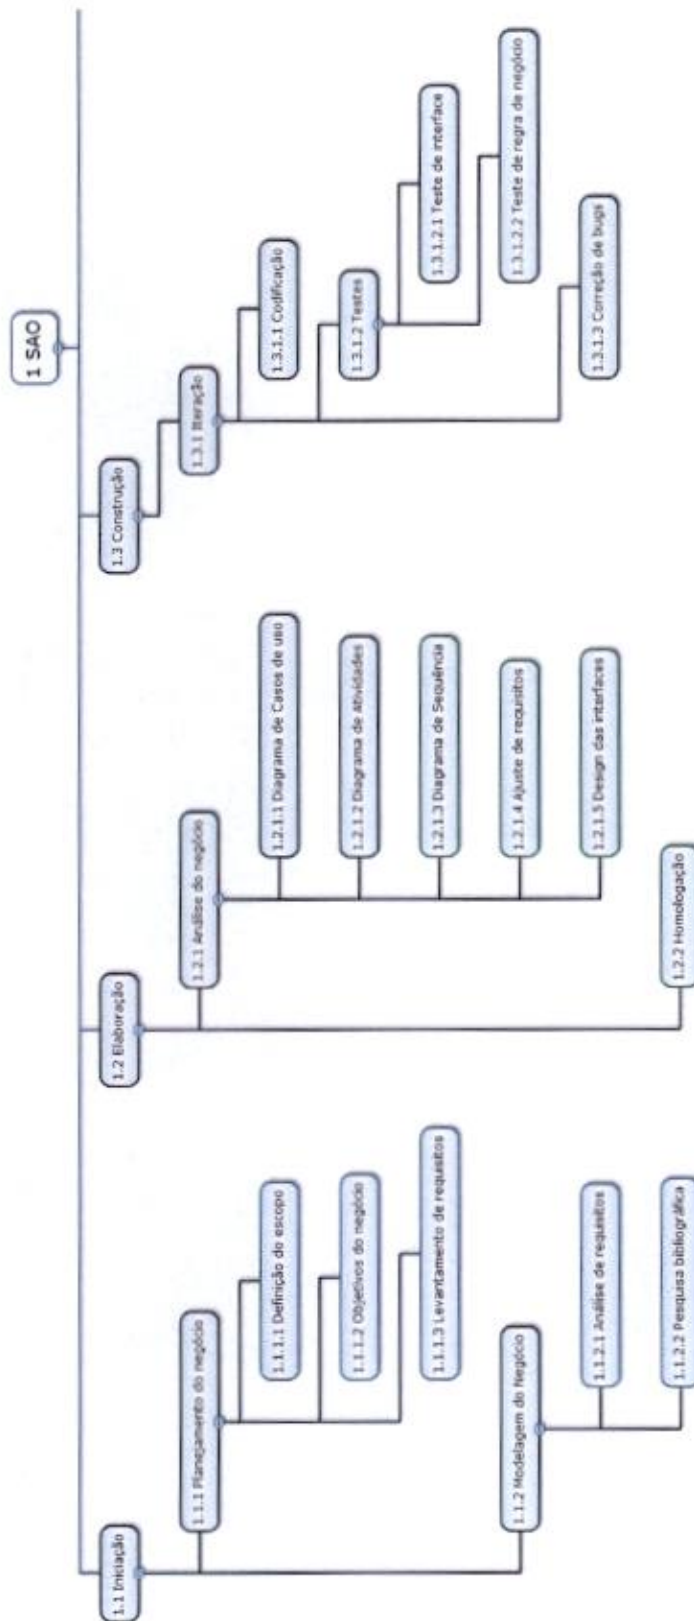 1 SAO
1.1 Iniciação
1.1.1 Planejamento do negócio
1.1.1.1 Definição do escopo
1.1.1.2 Objetivos do negócio
1.1.1.3 Levantamento de requisitos
1.1.2 Modelagem do Negócio
1.1.2.1 Análise de requisitos
1.1.2.2 Pesquisa bibliográfica
1.2 Elaboração
1.2.1 Análise do negócio
1.2.1.1 Diagrama de Casos de uso
1.2.1.2 Diagrama de Atividades
1.2.1.3 Diagrama de Sequência
1.2.1.4 Ajuste de requisitos
1.2.1.5 Design das interfaces
1.2.2 Homologação
1.3 Construção
1.3.1 Iteração
1.3.1.1 Codificação
1.3.1.2 Testes
1.3.1.2.1 Teste de interface
1.3.1.2.2 Teste de regra de negócio
1.3.1.3 Correção de bugs